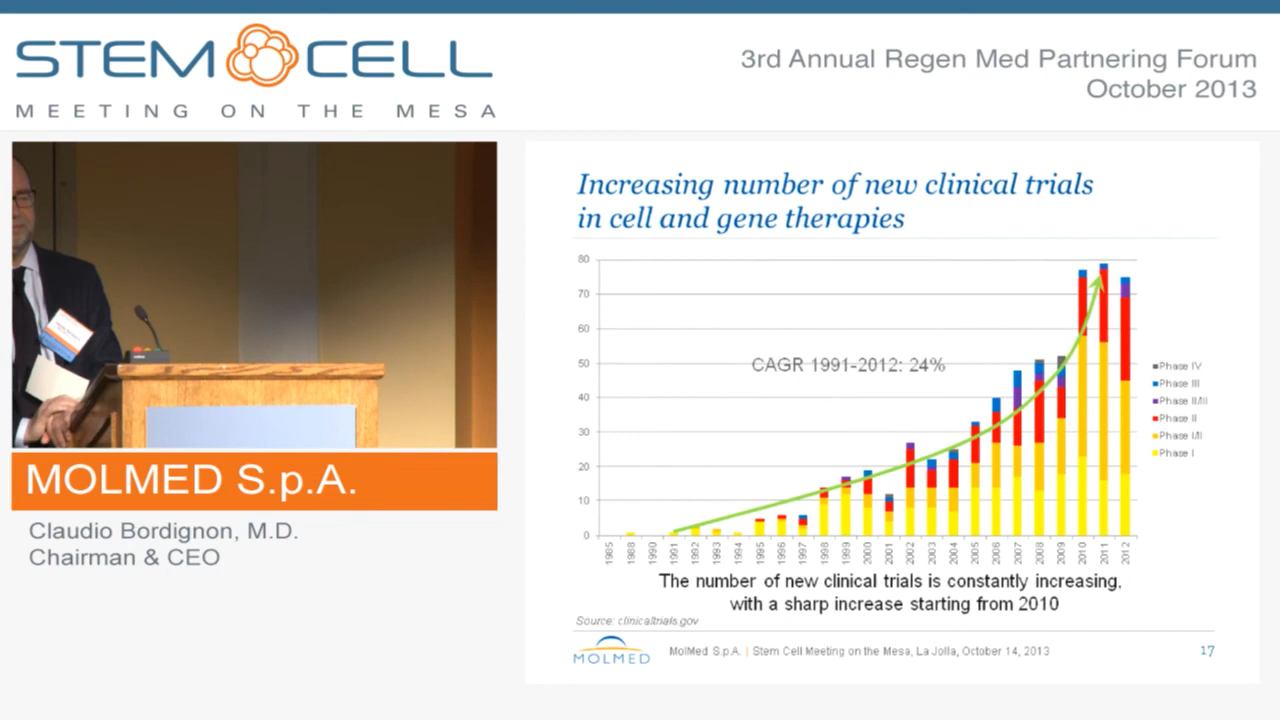 STEM CELL
MEETING ON THE MESA
3rd Annual Regen Med Partnering Forum
October 2013
MOLMED S.p.A.
Claudio Bordignon, M.D.
Chairman & CEO
Increasing number of new clinical trials
in cell and gene therapies
80
70
60
50
40
30
20
10
0
CAGR 1991-2012: 24%
Phase IV
Phase III
Phase II/III
Phase II
Phase I/II
Phase I
1985 1988 1990 1991 1992 1993 1994 1995 1996 1997 1998 1999 2000 2001 2002 2003 2004 2005 2006 2007 2008 2009 2010 2011 2012
The number of new clinical trials is constantly increasing,
with a sharp increase starting from 2010
Source: clinicaltrials.gov
MOLMED
MolMed S.p.A. | Stem Cell Meeting on the Mesa, La Jolla, October 14, 2013
17